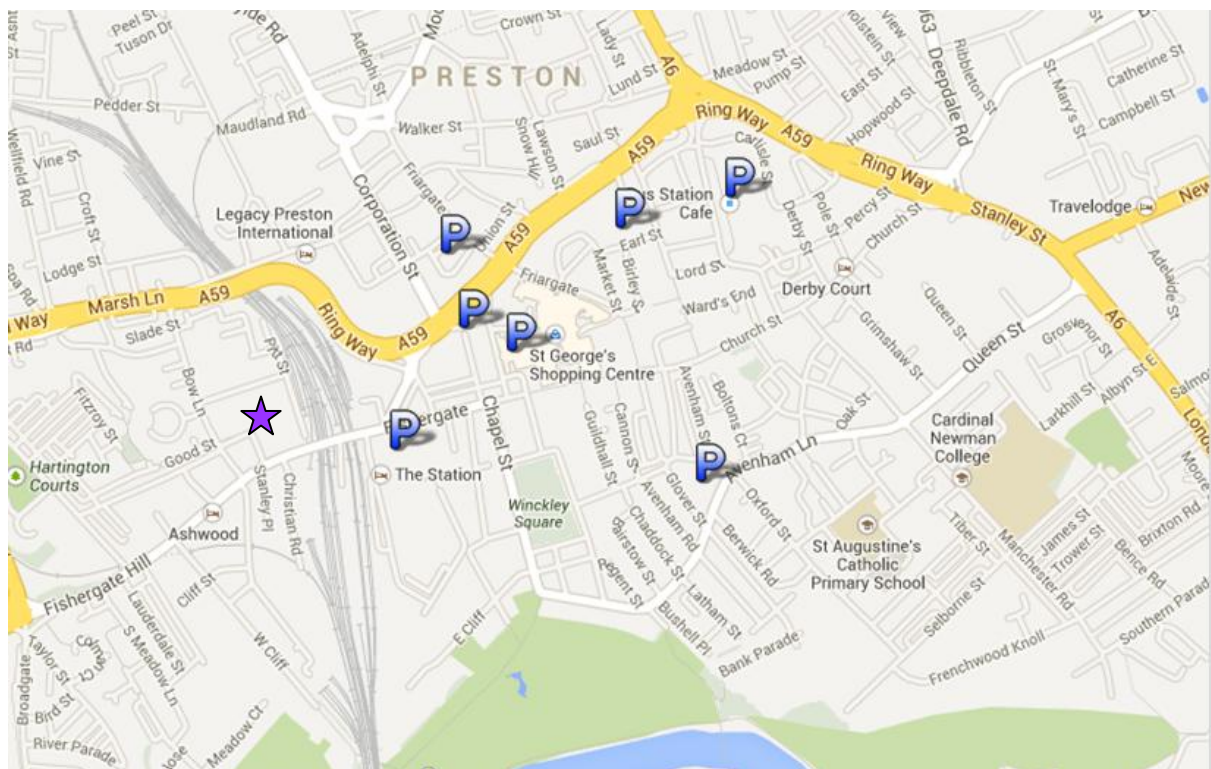 Peel St
Tuson Dr
Adelphi St
Crown St
Lady St
Lund St
A6
Meadow St
Pump St
View
Holstein St
East St
Hopwood St
Deepdale Rd
Ribbleton St
St. Mary's St
Catherine St
Campbell St
PRESTON
Pedder St
Maudland Rd
Walker St
Snow Hill
Lawson St
Saul St
A59
Ring Way
A59
Carlisle St
Ring Way
Stanley St
Travelodge
New
Wellfield Rd
Vine St
Croft St
Legacy Preston
International
Corporation St
Friargate
A59
us Station
Cafe
Derby St
Pole St
Percy St
Church St
Adelaide St
Lodge St
Marsh Ln
A59
Way
Slade St
Ring Way
A59
Friargate
Earl St
Market St
Birley St
Lord St
Ward's End
Derby Court
Church St
Grimshaw St
Queen St
Queen St
Grosvenor St
A6
St George's
Shopping Centre
Pitt St
Bow Ln
Fitzroy St
Good St
Hartington
Courts
Stanley Pl
Christian Rd
The Station
Ashwood
Chapel St
Winckley
Square
Guildhall St
Cannon St
Avenham St
Boltons Ct
Avenham Ln
Oak St
Cardinal
Newman
College
Larkhill St
Albyn St E
Glover St
Avenham Rd
Chaddock St
Bairstow St
Regent St
Oxford St
Berwick Rd
Latham St
Bushell Pl
Bank Parade
St Augustine's
Catholic
Primary School
Tiber St
Manchester Rd
James St
Trower St
Bence Rd
Brixton Rd
Selborne St
Frenchwood Knoll
Southern Parad
Fishergate Hill
Cliff St
W Cliff
E Cliff
Lauderdale St
S Meadow Ln
Taylor St
Broadgate
Bird St
River Parade
Meadow Ct
P
P
P
P
P
P
P